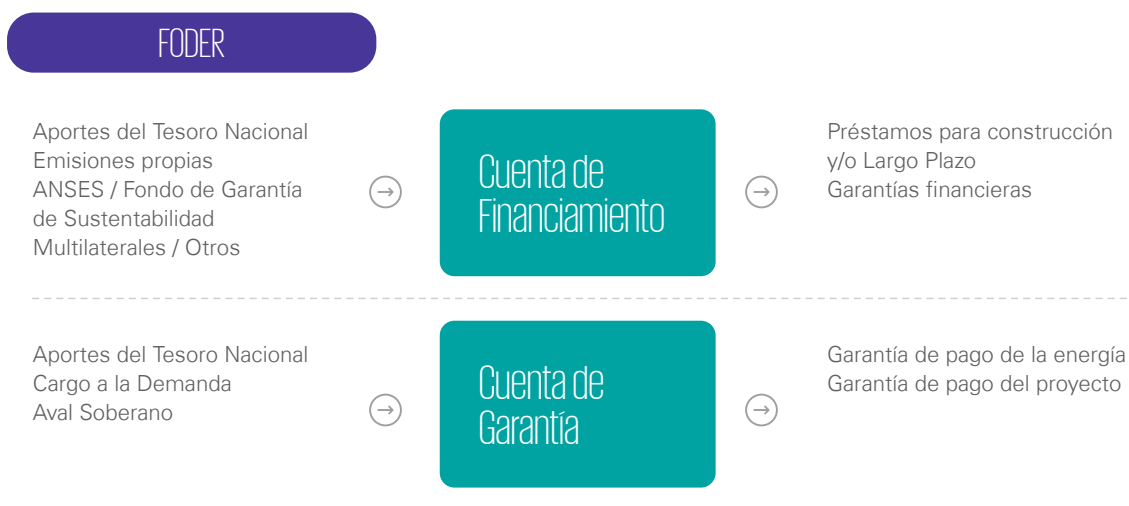 FODER
Aportes del Tesoro Nacional
Emisiones propias
ANSES / Fondo de Garantía
de Sustentabilidad
Multilaterales / Otros
Cuenta de
Financiamiento
Préstamos para construcción
y/o Largo Plazo
Garantías financieras
Aportes del Tesoro Nacional
Cargo a la Demanda
Aval Soberano
Cuenta de
Garantía
Garantía de pago de la energía
Garantía de pago del proyecto